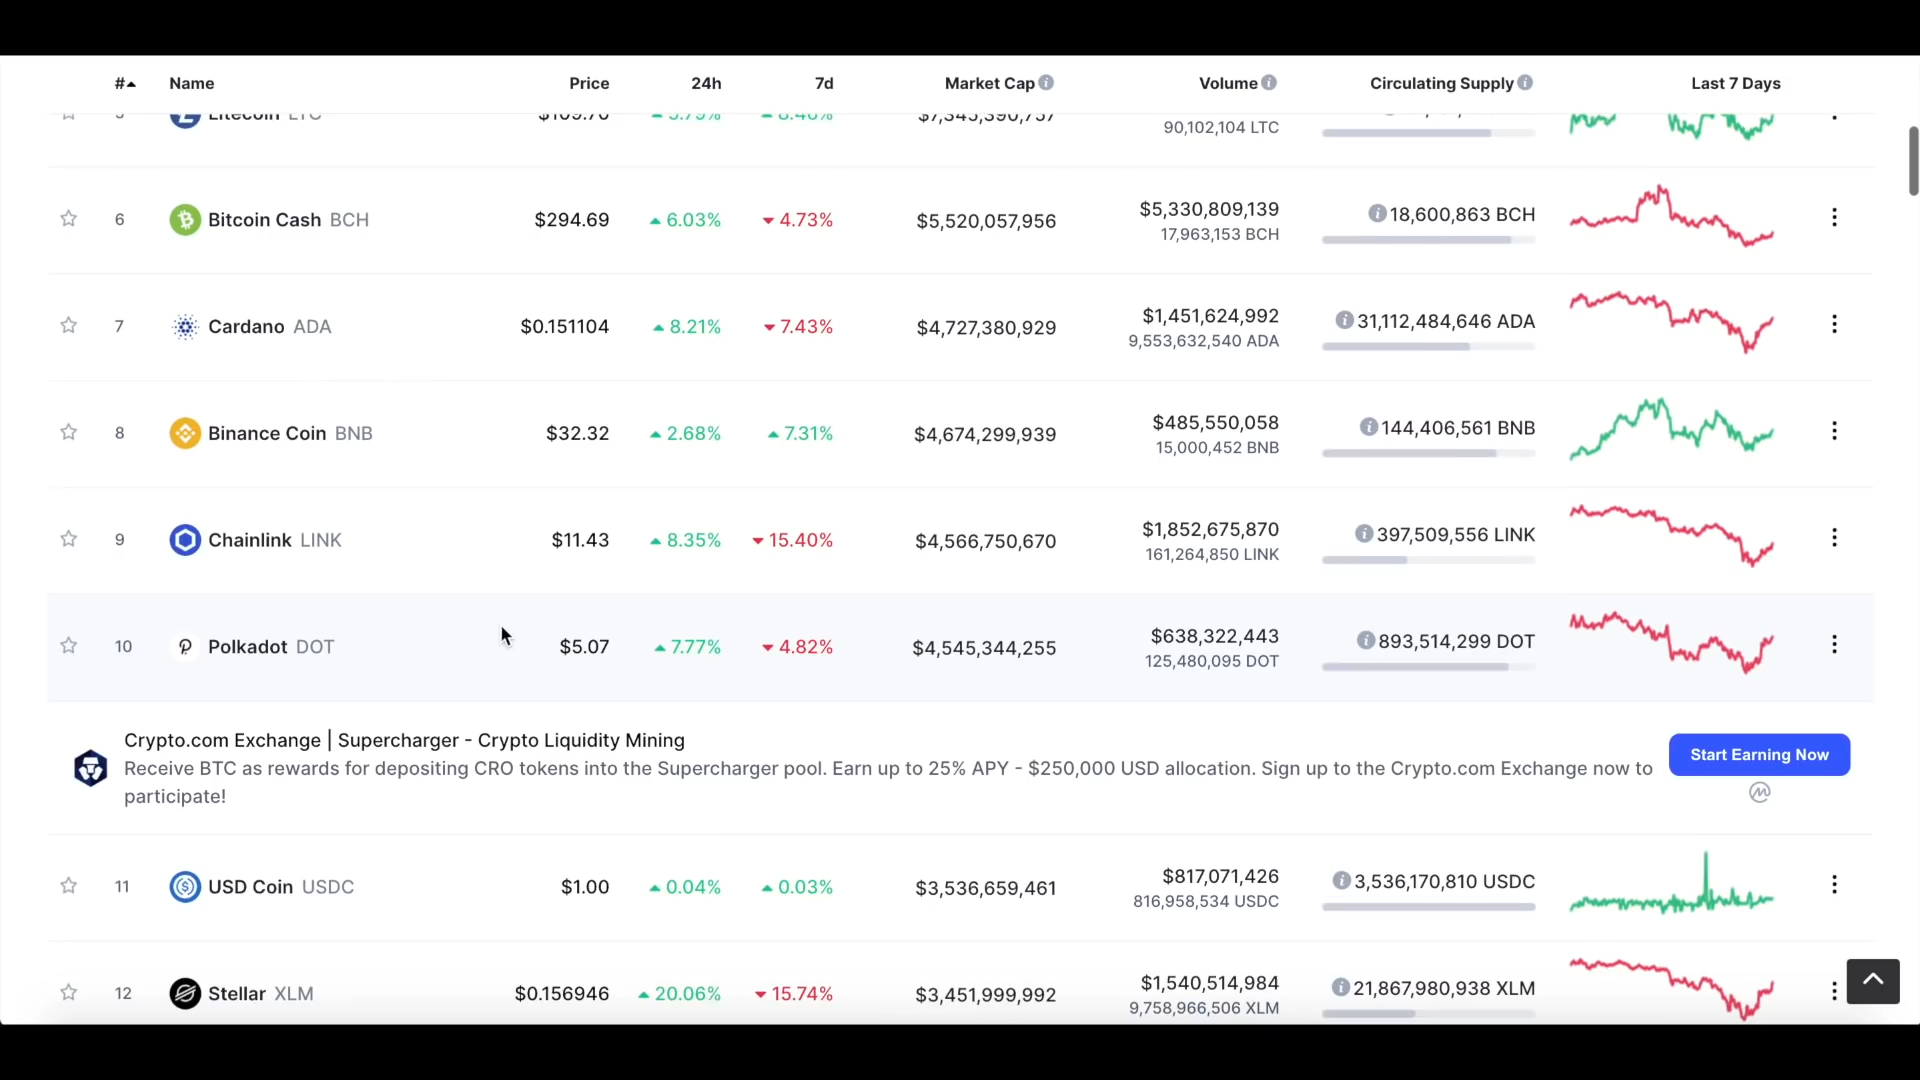 # Name Price 24h 7d Market Cap Volume Circulating Supply Last 7 Days
Litecoin LTC
90,102,104 LTC
6 Bitcoin Cash BCH $294.69 6.03% 4.73% $5,520,057,956 $5,330,809,139 18,600,863 BCH
17,963,153 BCH
7 Cardano ADA $0.151104 8.21% 7.43% $4,727,380,929 $1,451,624,992 31,112,484,646 ADA
9,553,632,540 ADA
8 Binance Coin BNB $32.32 2.68% 7.31% $4,674,299,939 $485,550,058 144,406,561 BNB
15,000,452 BNB
9 Chainlink LINK $11.43 8.35% 15.40% $4,566,750,670 $1,852,675,870 397,509,556 LINK
161,264,850 LINK
10 Polkadot DOT $5.07 7.77% 4.82% $4,545,344,255 $638,322,443 893,514,299 DOT
125,480,095 DOT
Crypto.com Exchange | Supercharger - Crypto Liquidity Mining
Receive BTC as rewards for depositing CRO tokens into the Supercharger pool. Earn up to 25% APY - $250,000 USD allocation. Sign up to the Crypto.com Exchange now to
participate!
Start Earning Now
11 USD Coin USDC $1.00 0.04% 0.03% $3,536,659,461 $817,071,426 3,536,170,810 USDC
816,958,534 USDC
12 Stellar XLM $0.156946 20.06% 15.74% $3,451,999,992 $1,540,514,984 21,867,980,938 XLM
9,758,966,506 XLM